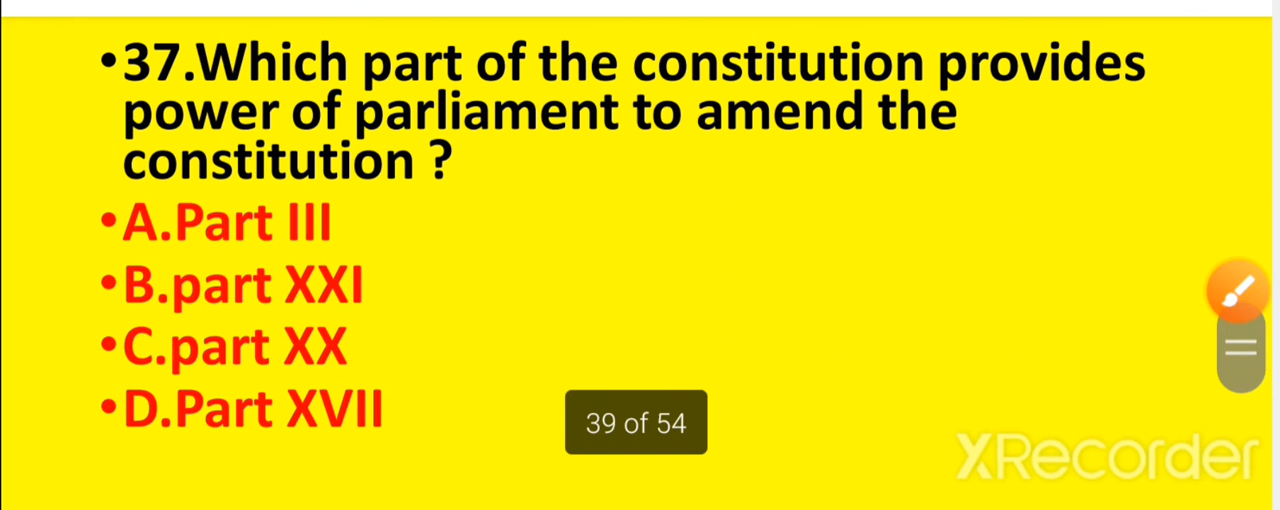 •37.Which part of the constitution provides
power of parliament to amend the
constitution ?
•A.Part III
•B.part XXI
•C.part XX
•D.Part XVII
39 of 54
XRecorder